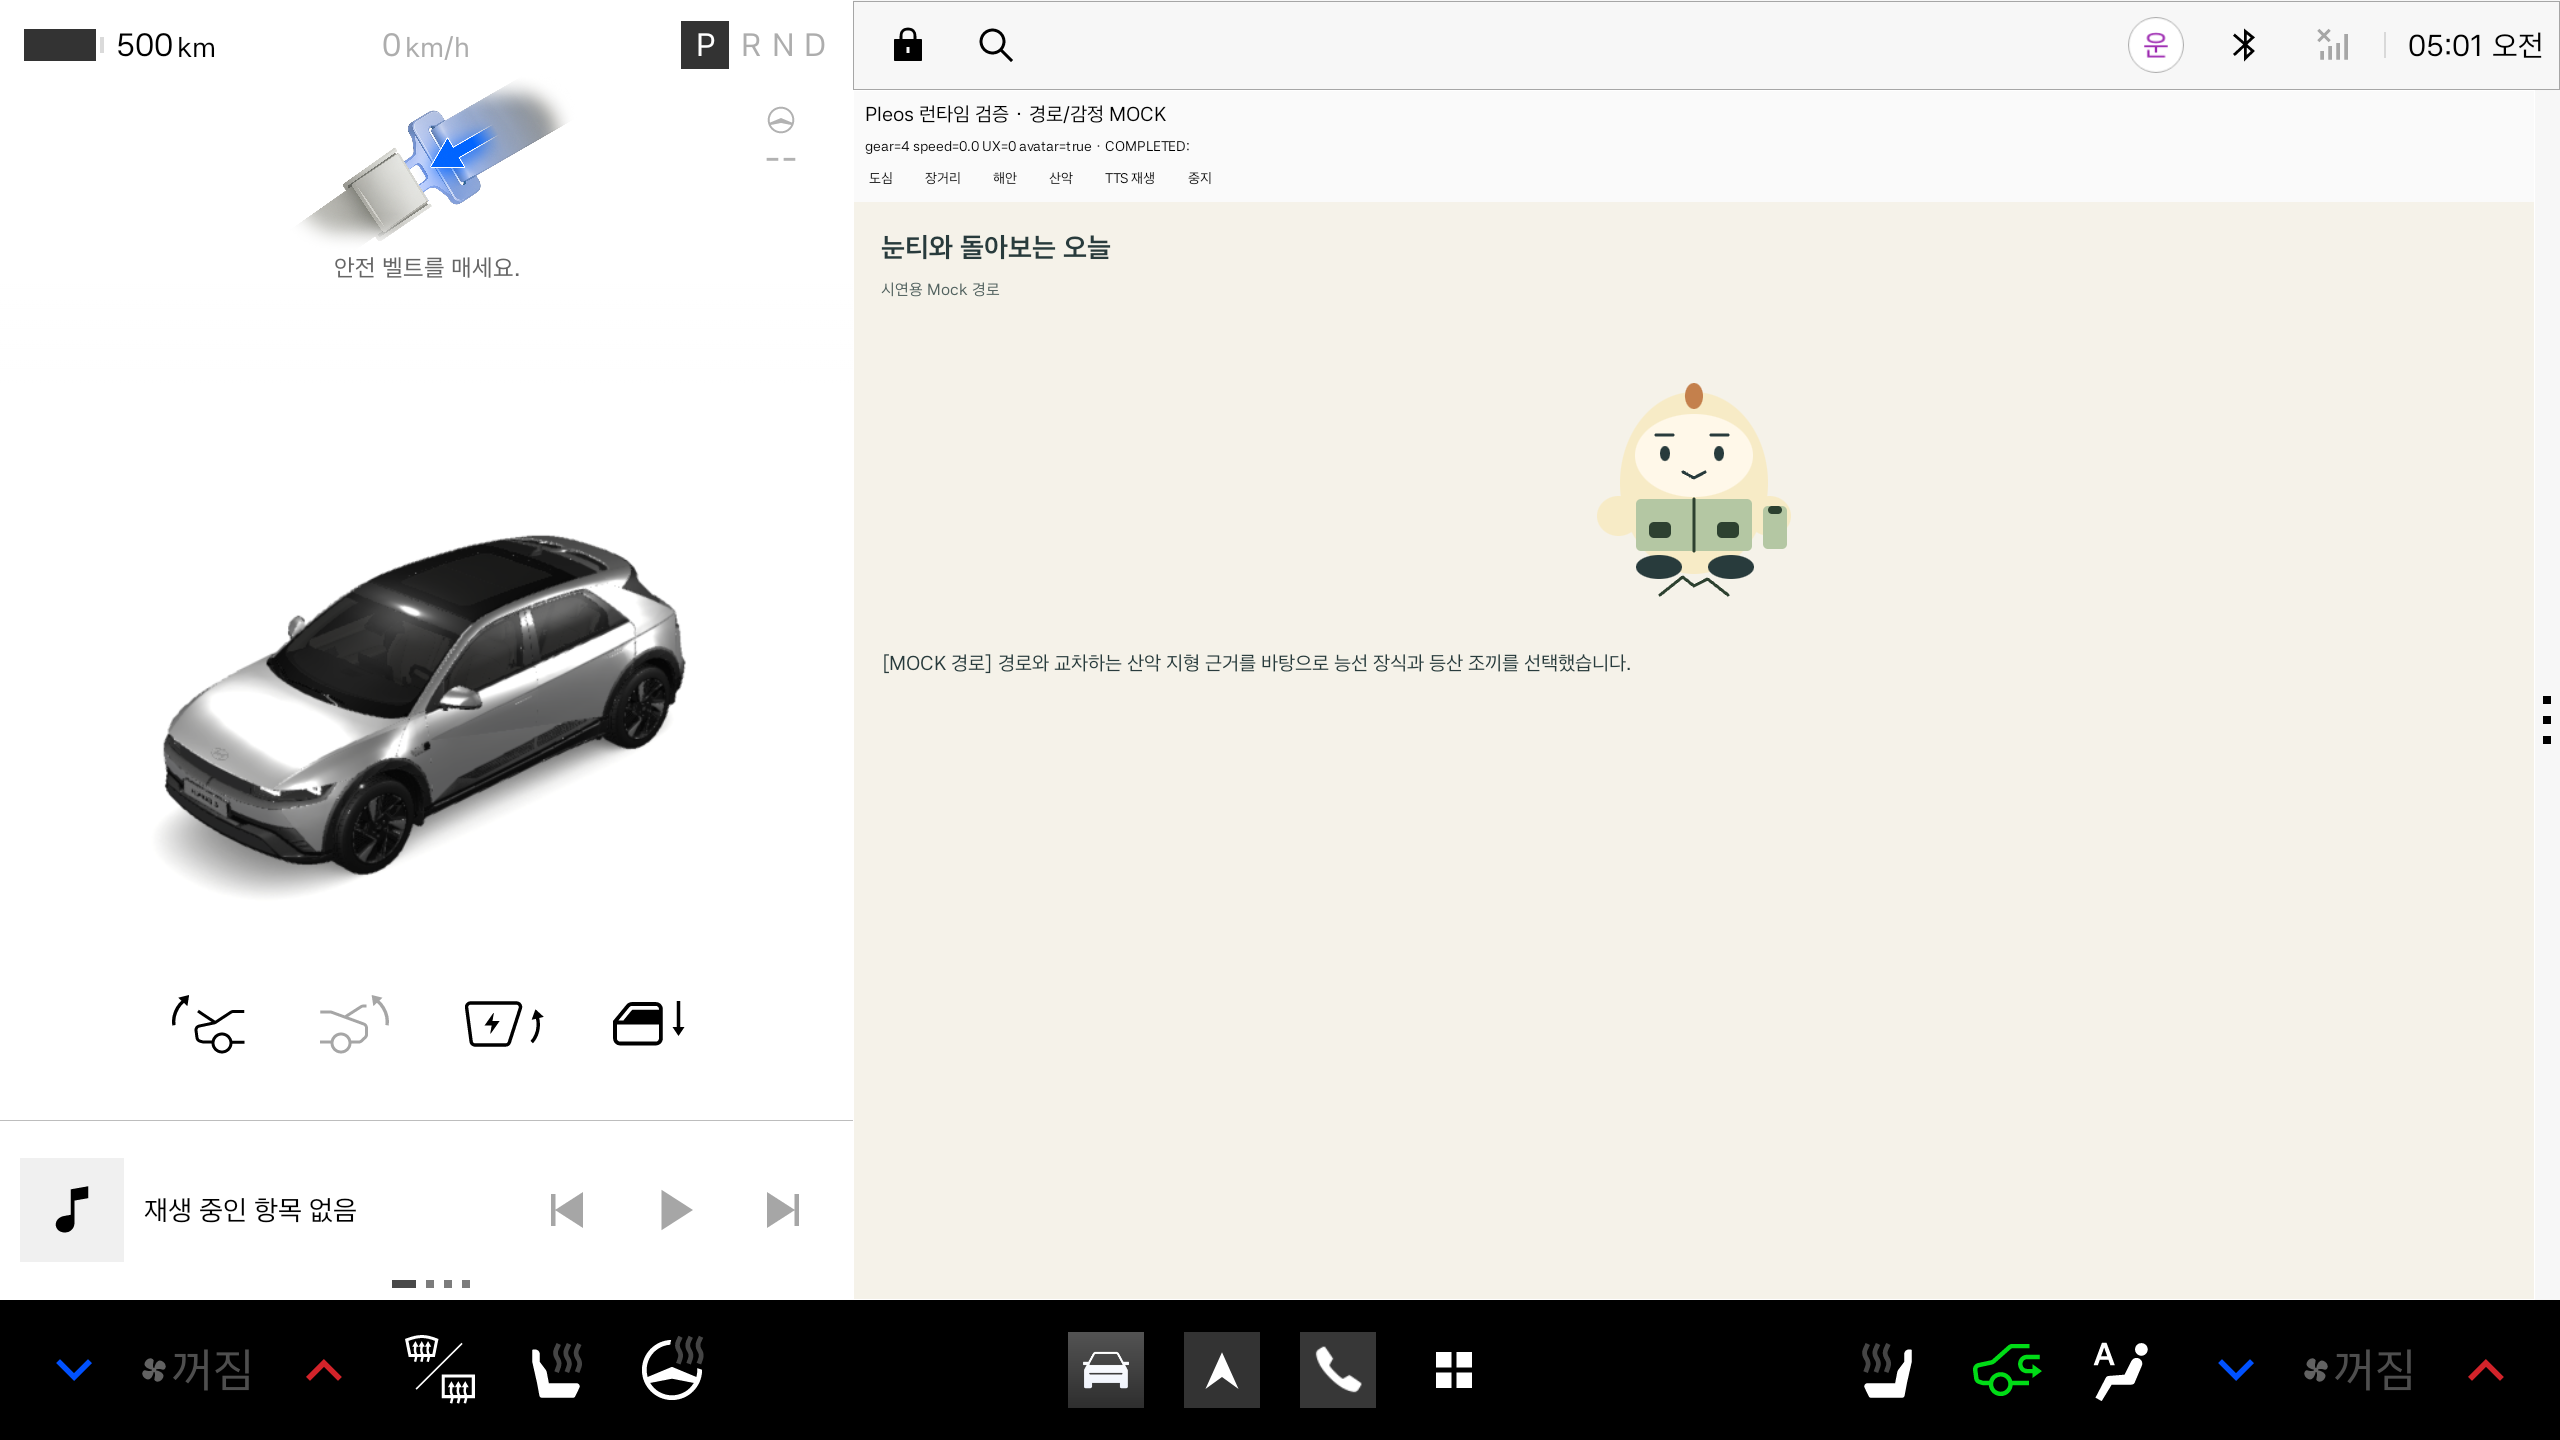 500 km
0 km/h
P R N D
안전 벨트를 매세요.
재생 중인 항목 없음
운
05:01 오전
Pleos 런타임 검증 · 경로/감정 MOCK
gear=4 speed=0.0 UX=0 avatar=true · COMPLETED:
도심 장거리 해안 산악 TTS 재생 중지
눈티와 돌아보는 오늘
시연용 Mock 경로
[MOCK 경로] 경로와 교차하는 산악 지형 근거를 바탕으로 능선 장식과 등산 조끼를 선택했습니다.
꺼짐
A
꺼짐